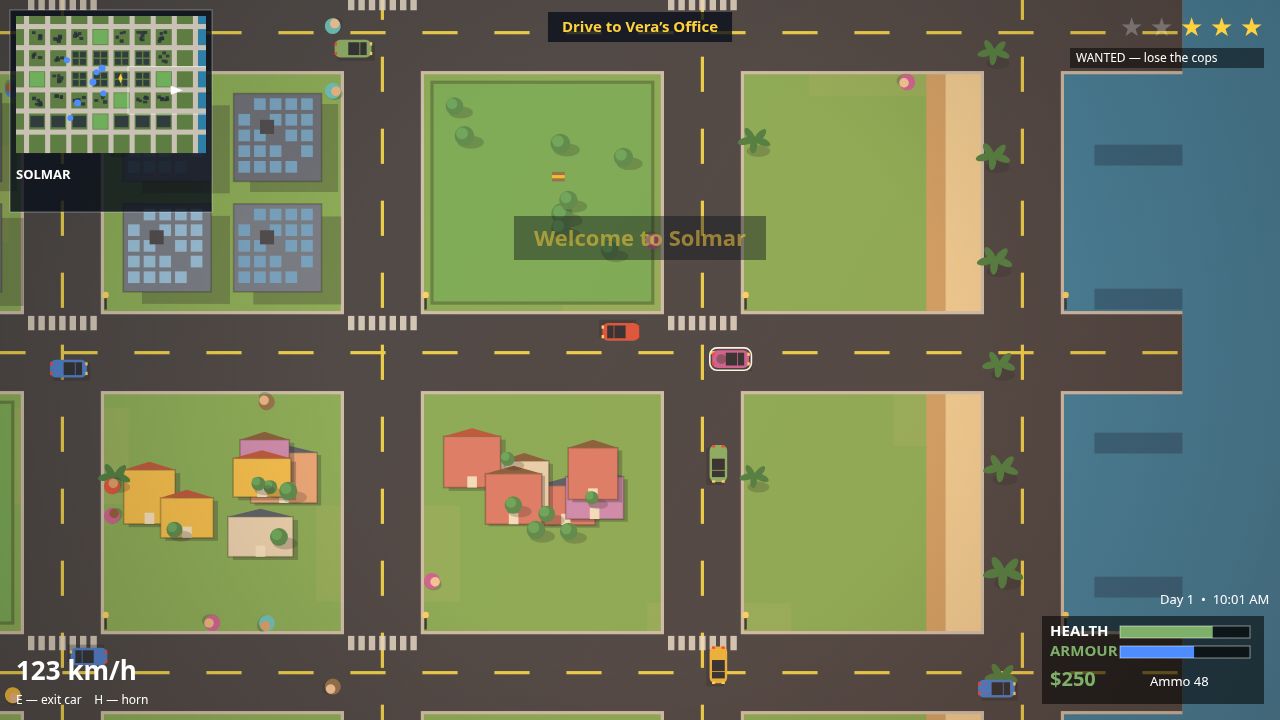 Drive to Vera's Office
WANTED — lose the cops
SOLMAR
Welcome to Solmar
Day 1 • 10:01 AM
HEALTH
ARMOUR
$250
Ammo 48
123 km/h
E — exit car H — horn